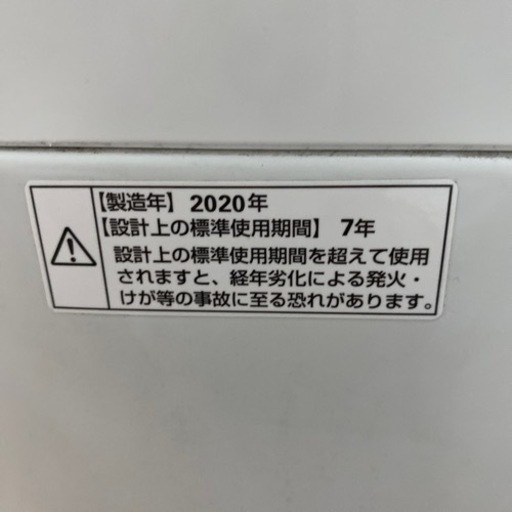 【製造年】2020年
【設計上の標準使用期間】7年
設計上の標準使用期間を超えて使用
されますと、経年劣化による発火・
けが等の事故に至る恐れがあります。